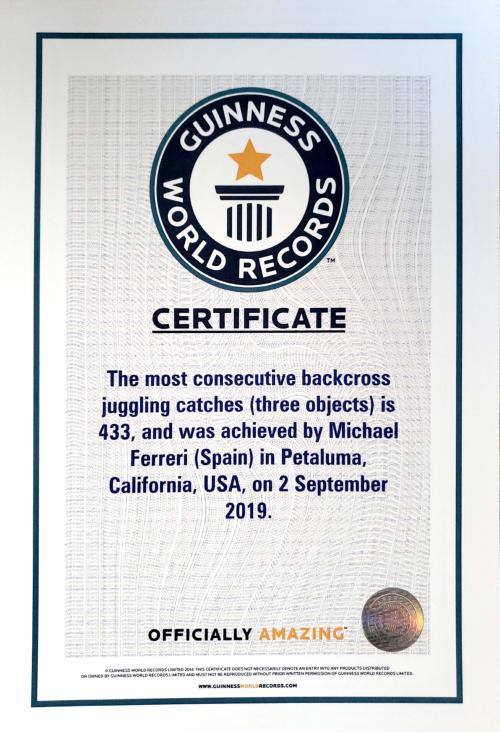 GUINNESS
WORLD RECORDS
TM
CERTIFICATE
The most consecutive backcross
juggling catches (three objects) is
433, and was achieved by Michael
Ferreri (Spain) in Petaluma,
California, USA, on 2 September
2019.
OFFICIALLY AMAZING™
© GUINNESS WORLD RECORDS LIMITED 2014. THIS CERTIFICATE DOES NOT NECESSARILY DENOTE AN ENTRY INTO ANY PRODUCTS DISTRIBUTED
OR OWNED BY GUINNESS WORLD RECORDS LIMITED AND MUST NOT BE REPRODUCED WITHOUT PRIOR WRITTEN PERMISSION OF GUINNESS WORLD RECORDS LIMITED.
WWW.GUINNESSWORLDRECORDS.COM